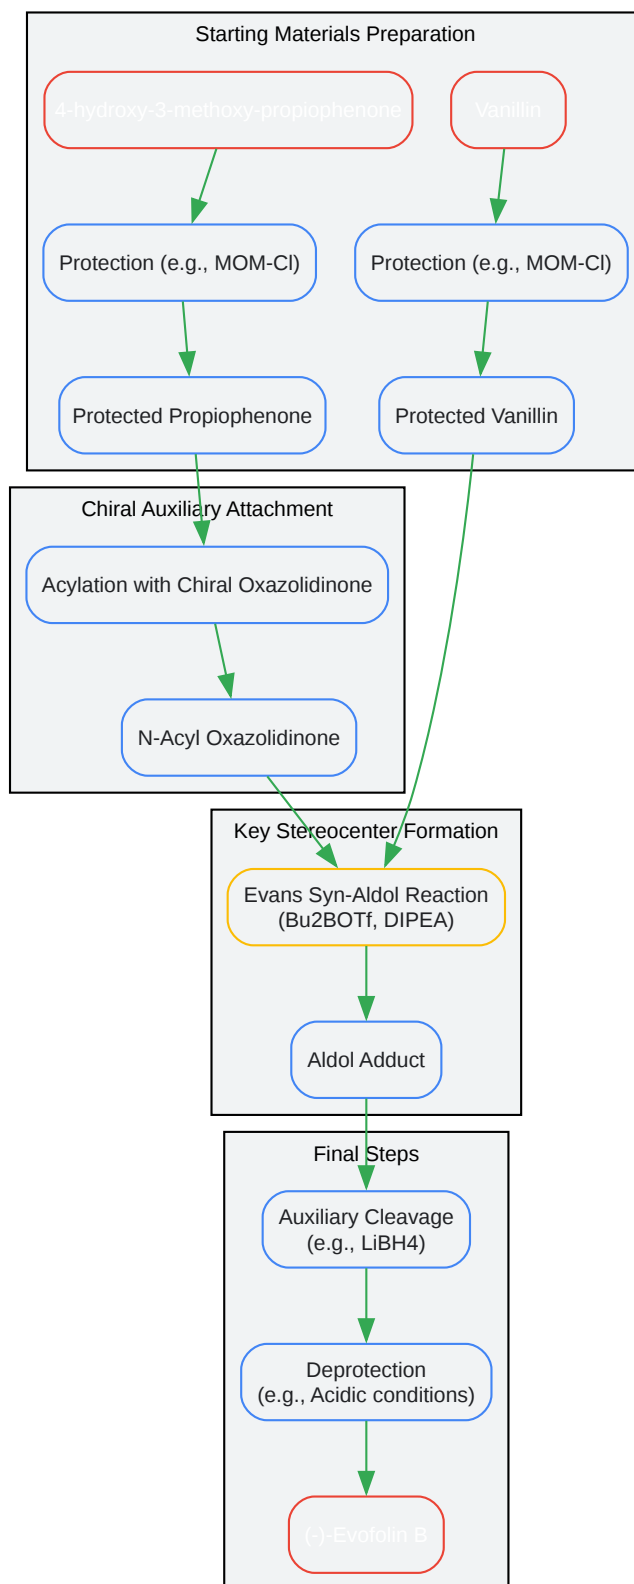 Starting Materials Preparation
4-hydroxy-3-methoxy-propiophenone
Vanillin
Protection (e.g., MOM-Cl)
Protection (e.g., MOM-Cl)
Protected Propiophenone
Protected Vanillin
Chiral Auxiliary Attachment
Acylation with Chiral Oxazolidinone
N-Acyl Oxazolidinone
Key Stereocenter Formation
Evans Syn-Aldol Reaction
(Bu2BOTf, DIPEA)
Aldol Adduct
Final Steps
Auxiliary Cleavage
(e.g., LiBH4)
Deprotection
(e.g., Acidic conditions)
(-)-Evofolin B